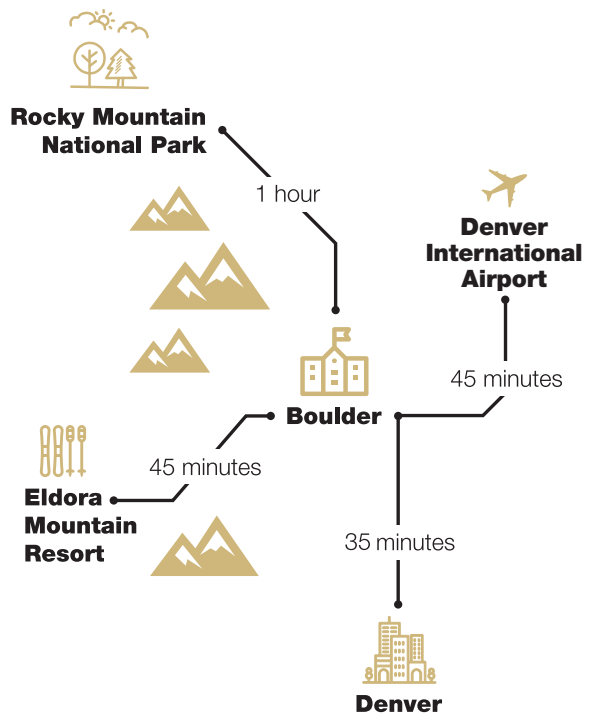 Rocky Mountain
National Park
1 hour
Denver
International
Airport
45 minutes
Boulder
45 minutes
Eldora
Mountain
Resort
35 minutes
Denver